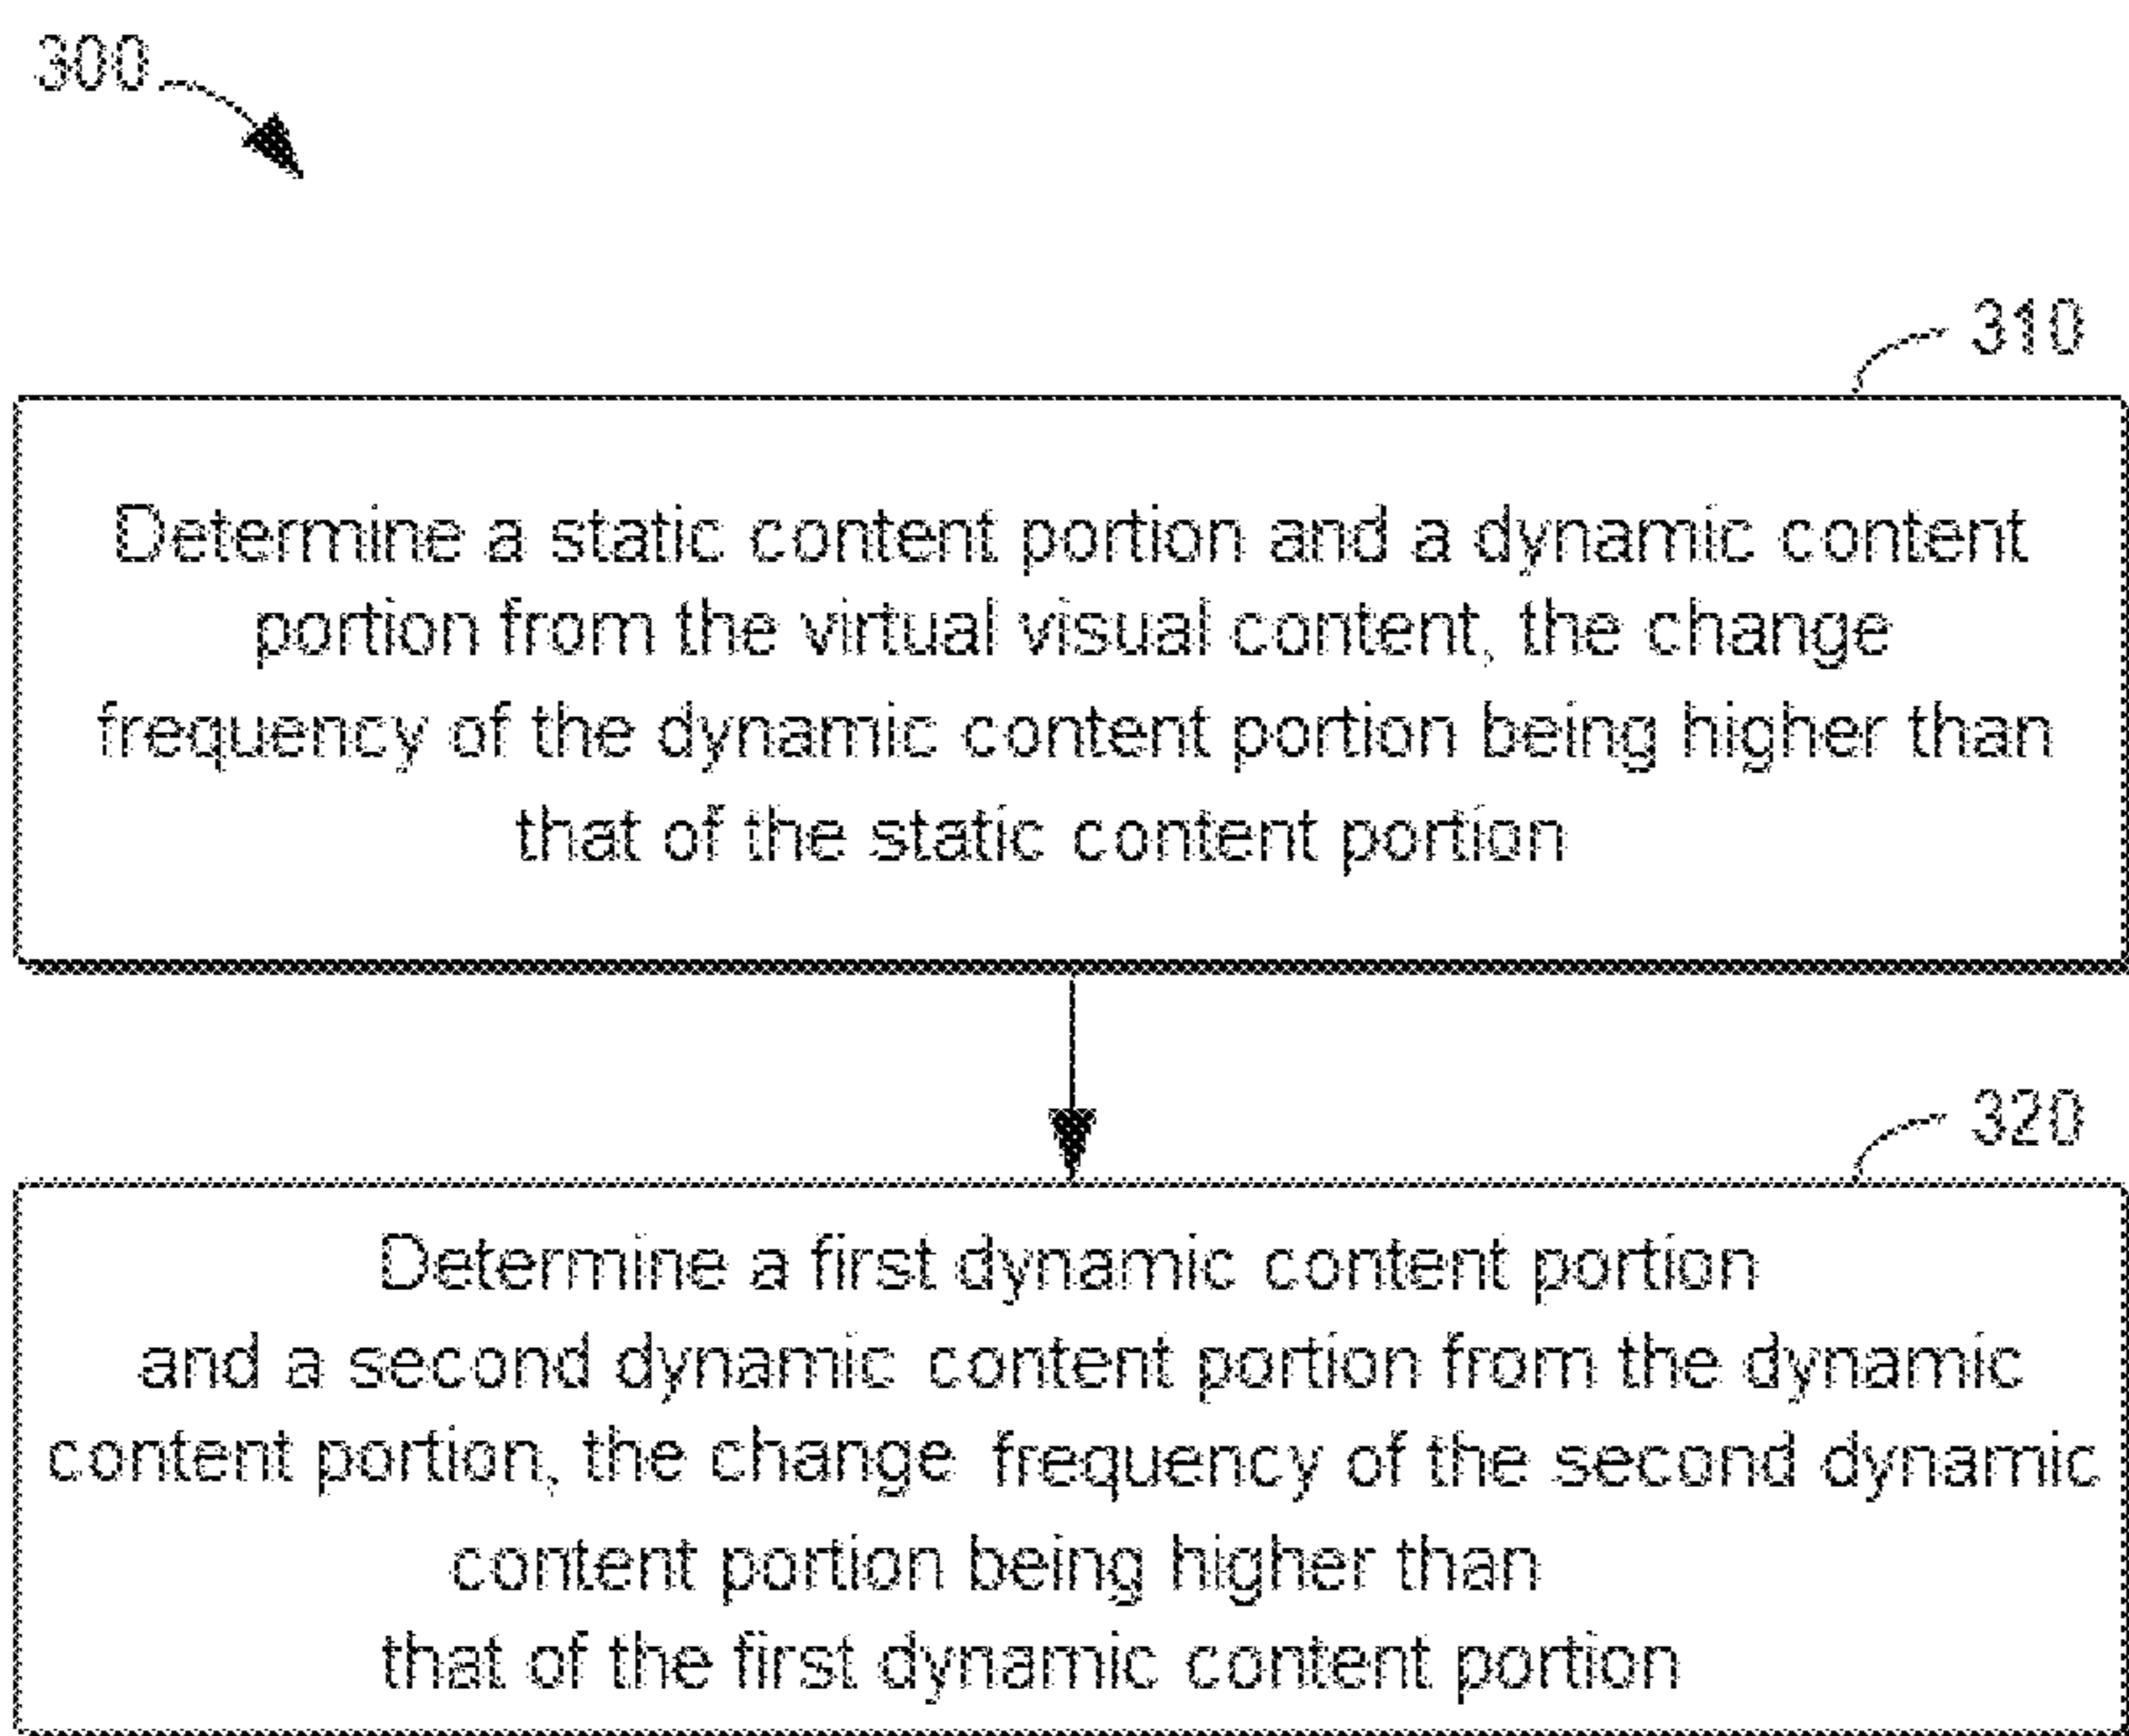 300
310
Determine a static content portion and a dynamic content
portion from the virtual visual content, the change
frequency of the dynamic content portion being higher than
that of the static content portion
320
Determine a first dynamic content portion
and a second dynamic content portion from the dynamic
content portion, the change frequency of the second dynamic
content portion being higher than
that of the first dynamic content portion